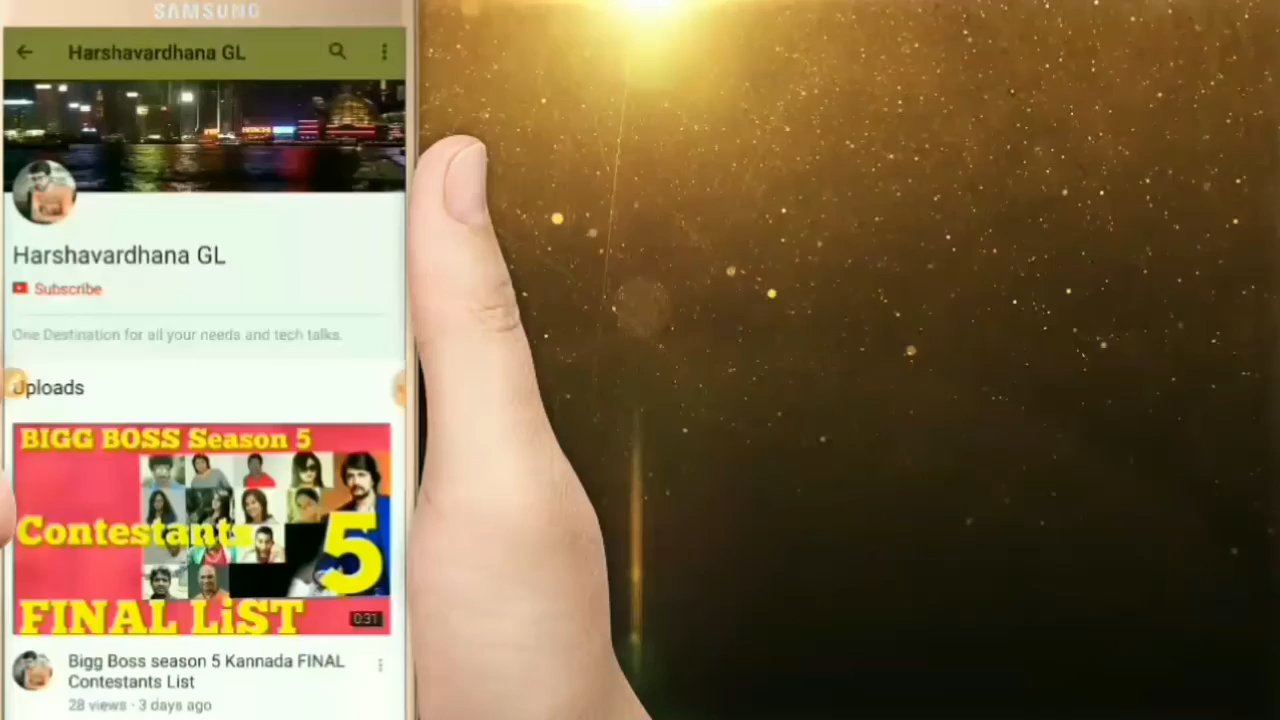 SAMSUNG
Harshavardhana GL
Harshavardhana GL
Subscribe
One Destination for all your needs and tech talks.
Uploads
BIGG BOSS Season 5
Contestants
5
FINAL LiST
0:31
Bigg Boss season 5 Kannada FINAL
Contestants List
28 views · 3 days ago